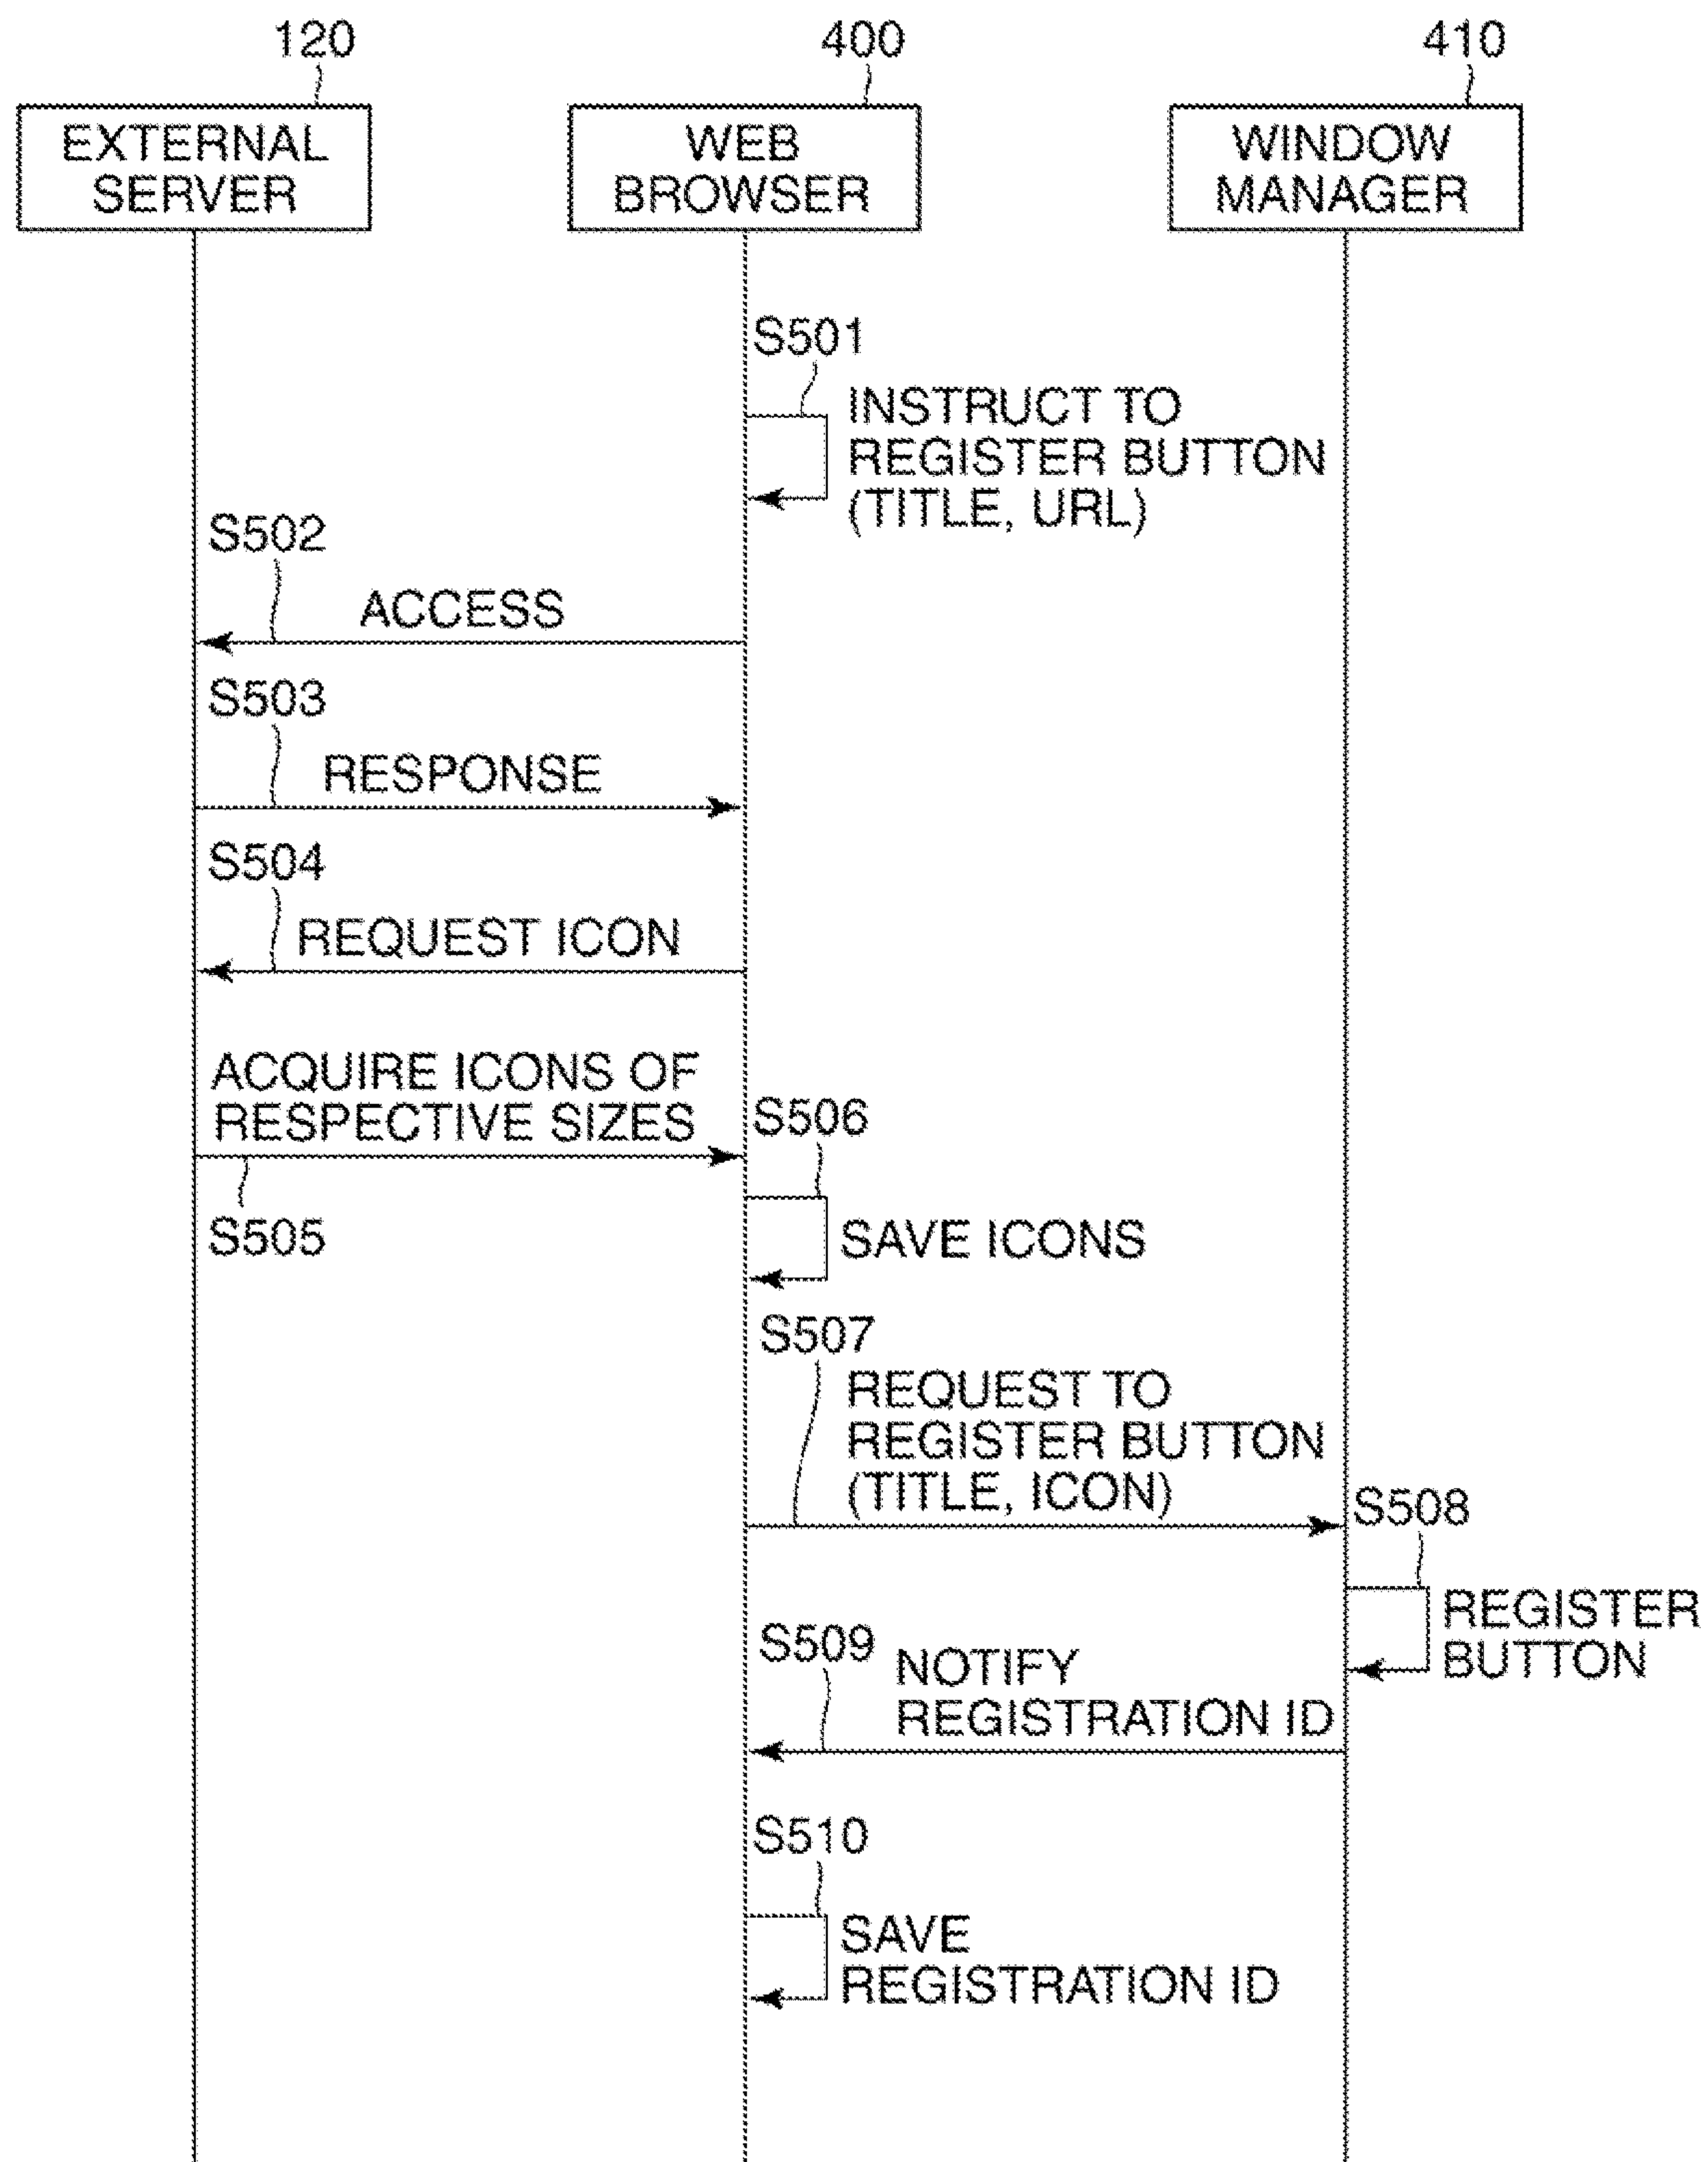 120
400
410
EXTERNAL
SERVER
WEB
BROWSER
WINDOW
MANAGER
S501
INSTRUCT TO
REGISTER BUTTON
(TITLE, URL)
S502
ACCESS
S503
RESPONSE
S504
REQUEST ICON
ACQUIRE ICONS OF
RESPECTIVE SIZES
S505
S506
SAVE ICONS
S507
REQUEST TO
REGISTER BUTTON
(TITLE, ICON)
S508
REGISTER
BUTTON
S509
NOTIFY
REGISTRATION ID
S510
SAVE
REGISTRATION ID